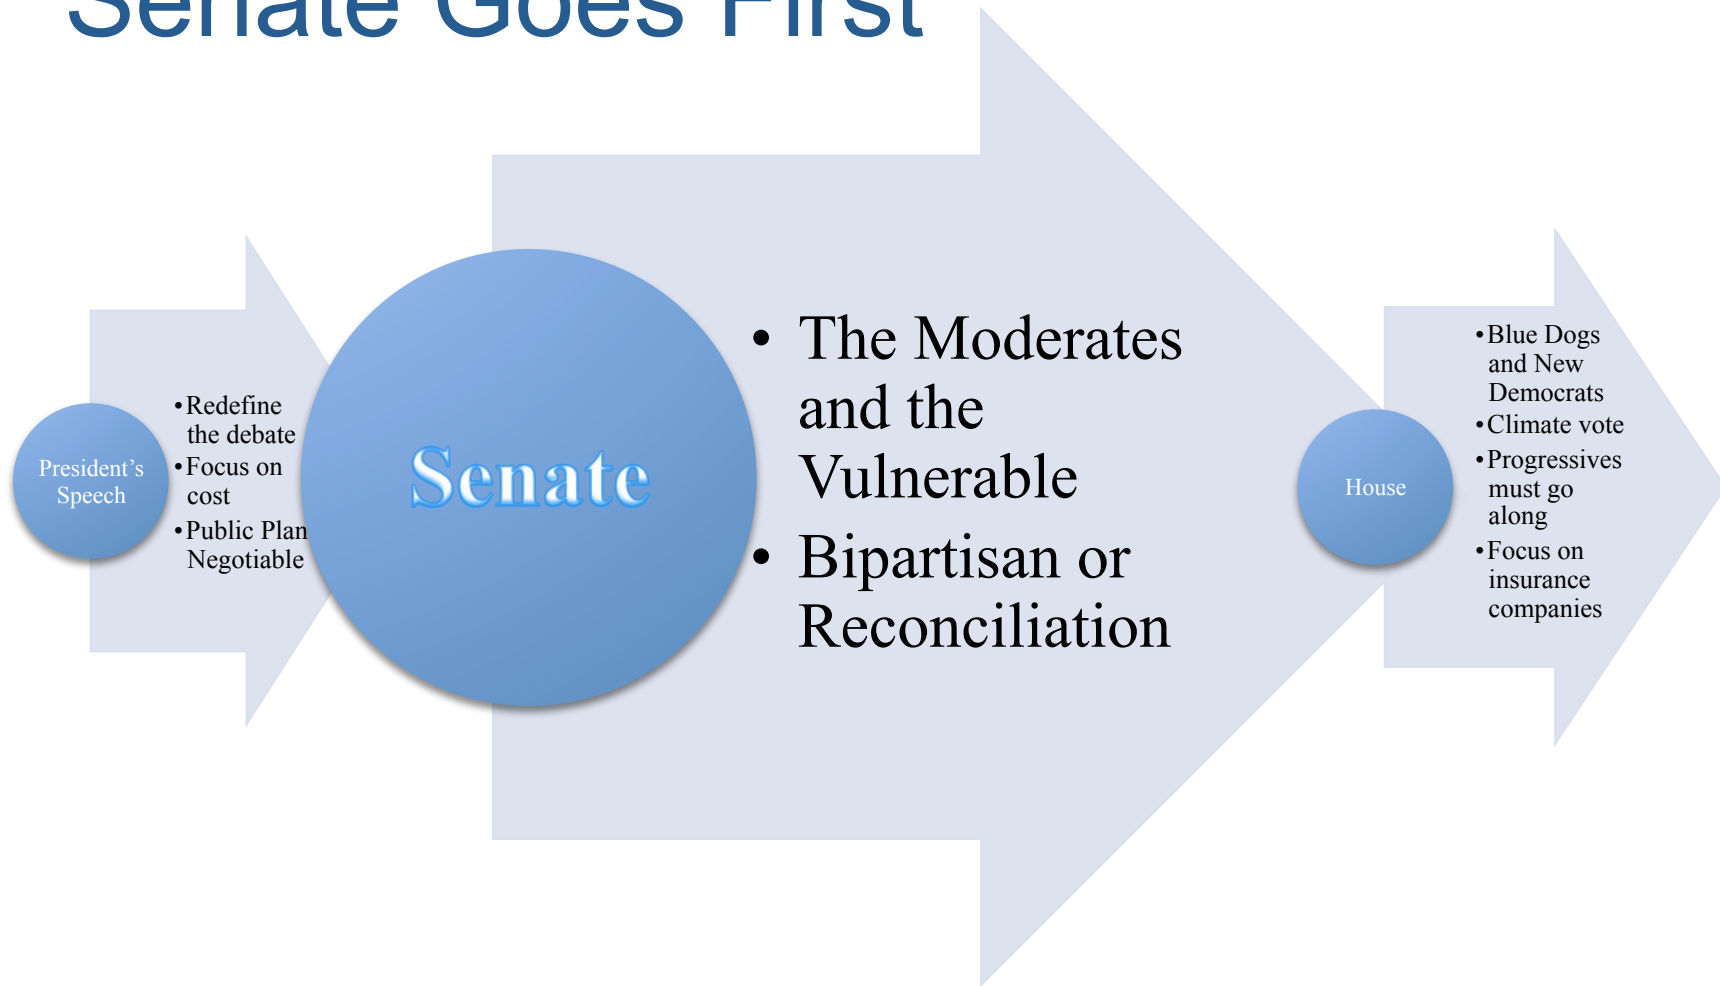 Senate Goes First
President’s
Speech
•Redefine
the debate
•Focus on
cost
•Public Plan
Negotiable
Senate
• The Moderates
and the
Vulnerable
• Bipartisan or
Reconciliation
House
•Blue Dogs
and New
Democrats
•Climate vote
•Progressives
must go
along
•Focus on
insurance
companies